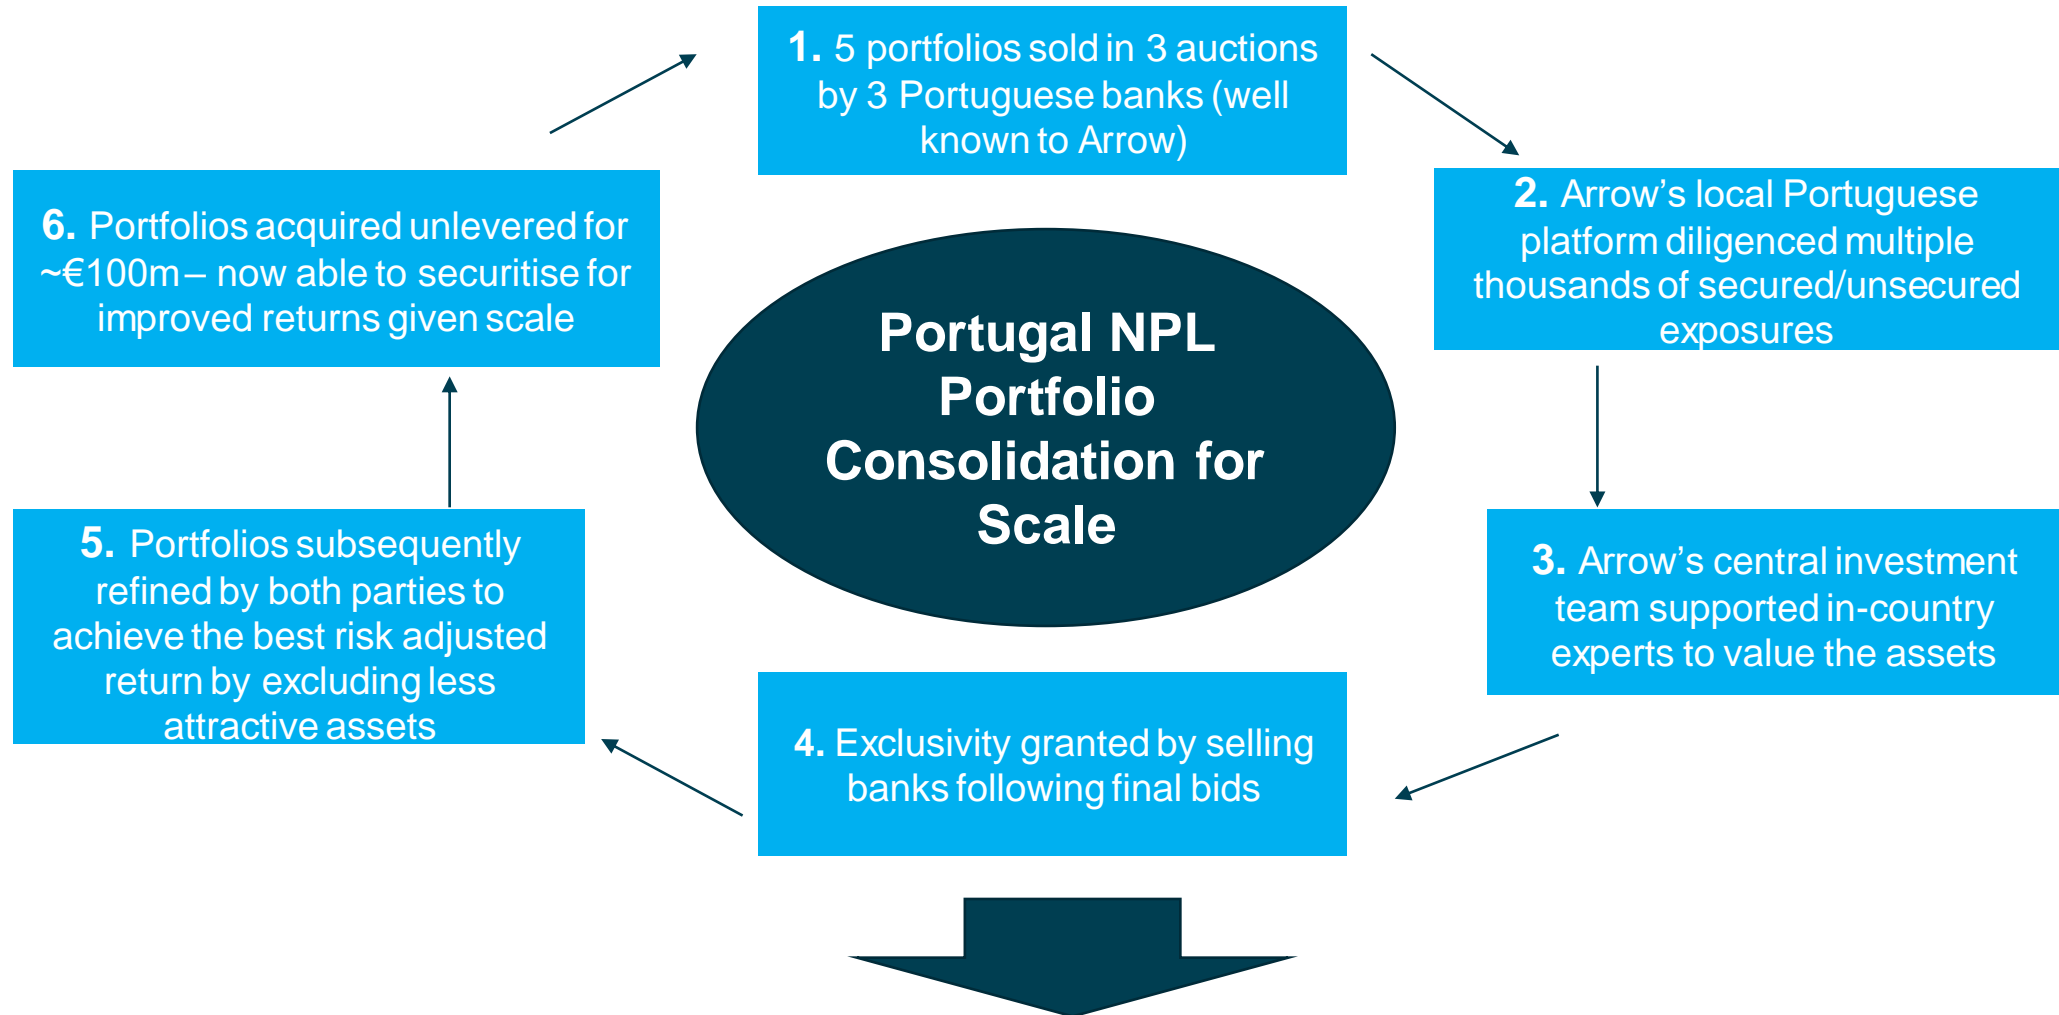 1. 5 portfolios sold in 3 auctions
by 3 Portuguese banks (well
known to Arrow)
2. Arrow’s local Portuguese
platform diligenced multiple
thousands of secured/unsecured
exposures
3. Arrow’s central investment
team supported in-country
experts to value the assets
4. Exclusivity granted by selling
banks following final bids
5. Portfolios subsequently
refined by both parties to
achieve the best risk adjusted
return by excluding less
attractive assets
6. Portfolios acquired unlevered for
~€100m – now able to securitise for
improved returns given scale
Portugal NPL
Portfolio
Consolidation for
Scale